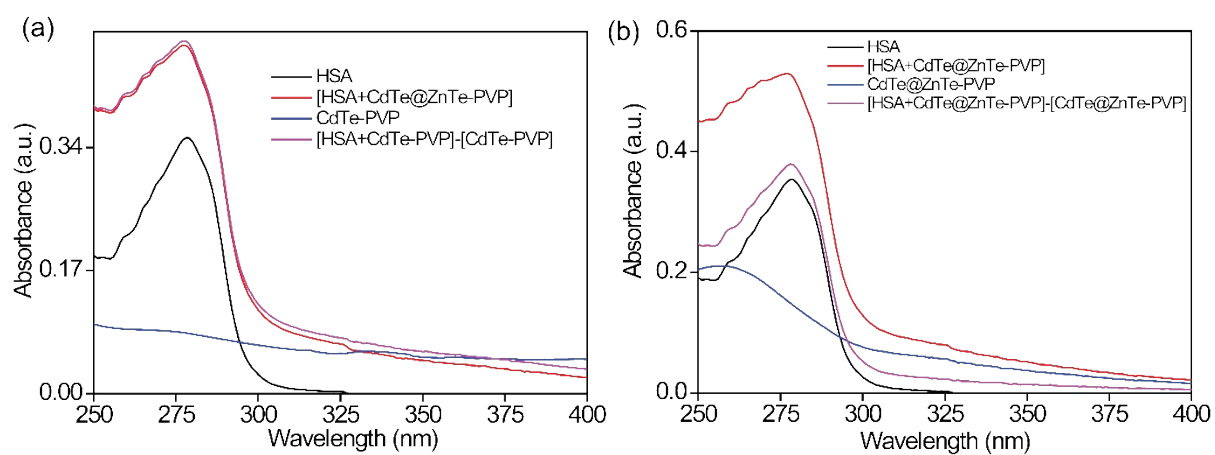 (a)
HSA
[HSA+CdTe@ZnTe-PVP]
CdTe-PVP
[HSA+CdTe-PVP]-[CdTe-PVP]
Absorbance (a.u.)
0.34
0.17
0.00
250 275 300 325 350 375 400
Wavelength (nm)
(b)
HSA
[HSA+CdTe@ZnTe-PVP]
CdTe@ZnTe-PVP
[HSA+CdTe@ZnTe-PVP]-[CdTe@ZnTe-PVP]
Absorbance (a.u.)
0.6
0.4
0.2
0.0
250 275 300 325 350 375 400
Wavelength (nm)